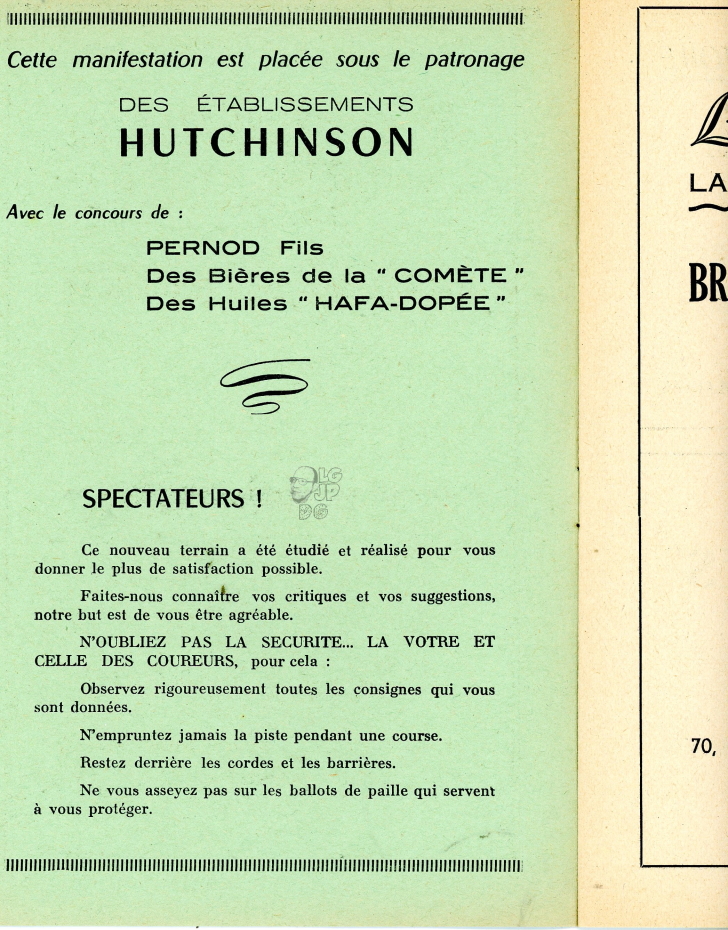 Cette manifestation est placée sous le patronage
DES ÉTABLISSEMENTS
HUTCHINSON
Avec le concours de :
PERNOD Fils
Des Bières de la “ COMÈTE ”
Des Huiles “ HAFA-DOPÉE ”
SPECTATEURS !
LG
JP
DG
Ce nouveau terrain a été étudié et réalisé pour vous
donner le plus de satisfaction possible.
Faites-nous connaître vos critiques et vos suggestions,
notre but est de vous être agréable.
N'OUBLIEZ PAS LA SECURITE... LA VOTRE ET
CELLE DES COUREURS, pour cela :
Observez rigoureusement toutes les consignes qui vous
sont données.
N'empruntez jamais la piste pendant une course.
Restez derrière les cordes et les barrières.
Ne vous asseyez pas sur les ballots de paille qui servent
à vous protéger.
LA
BR
70,